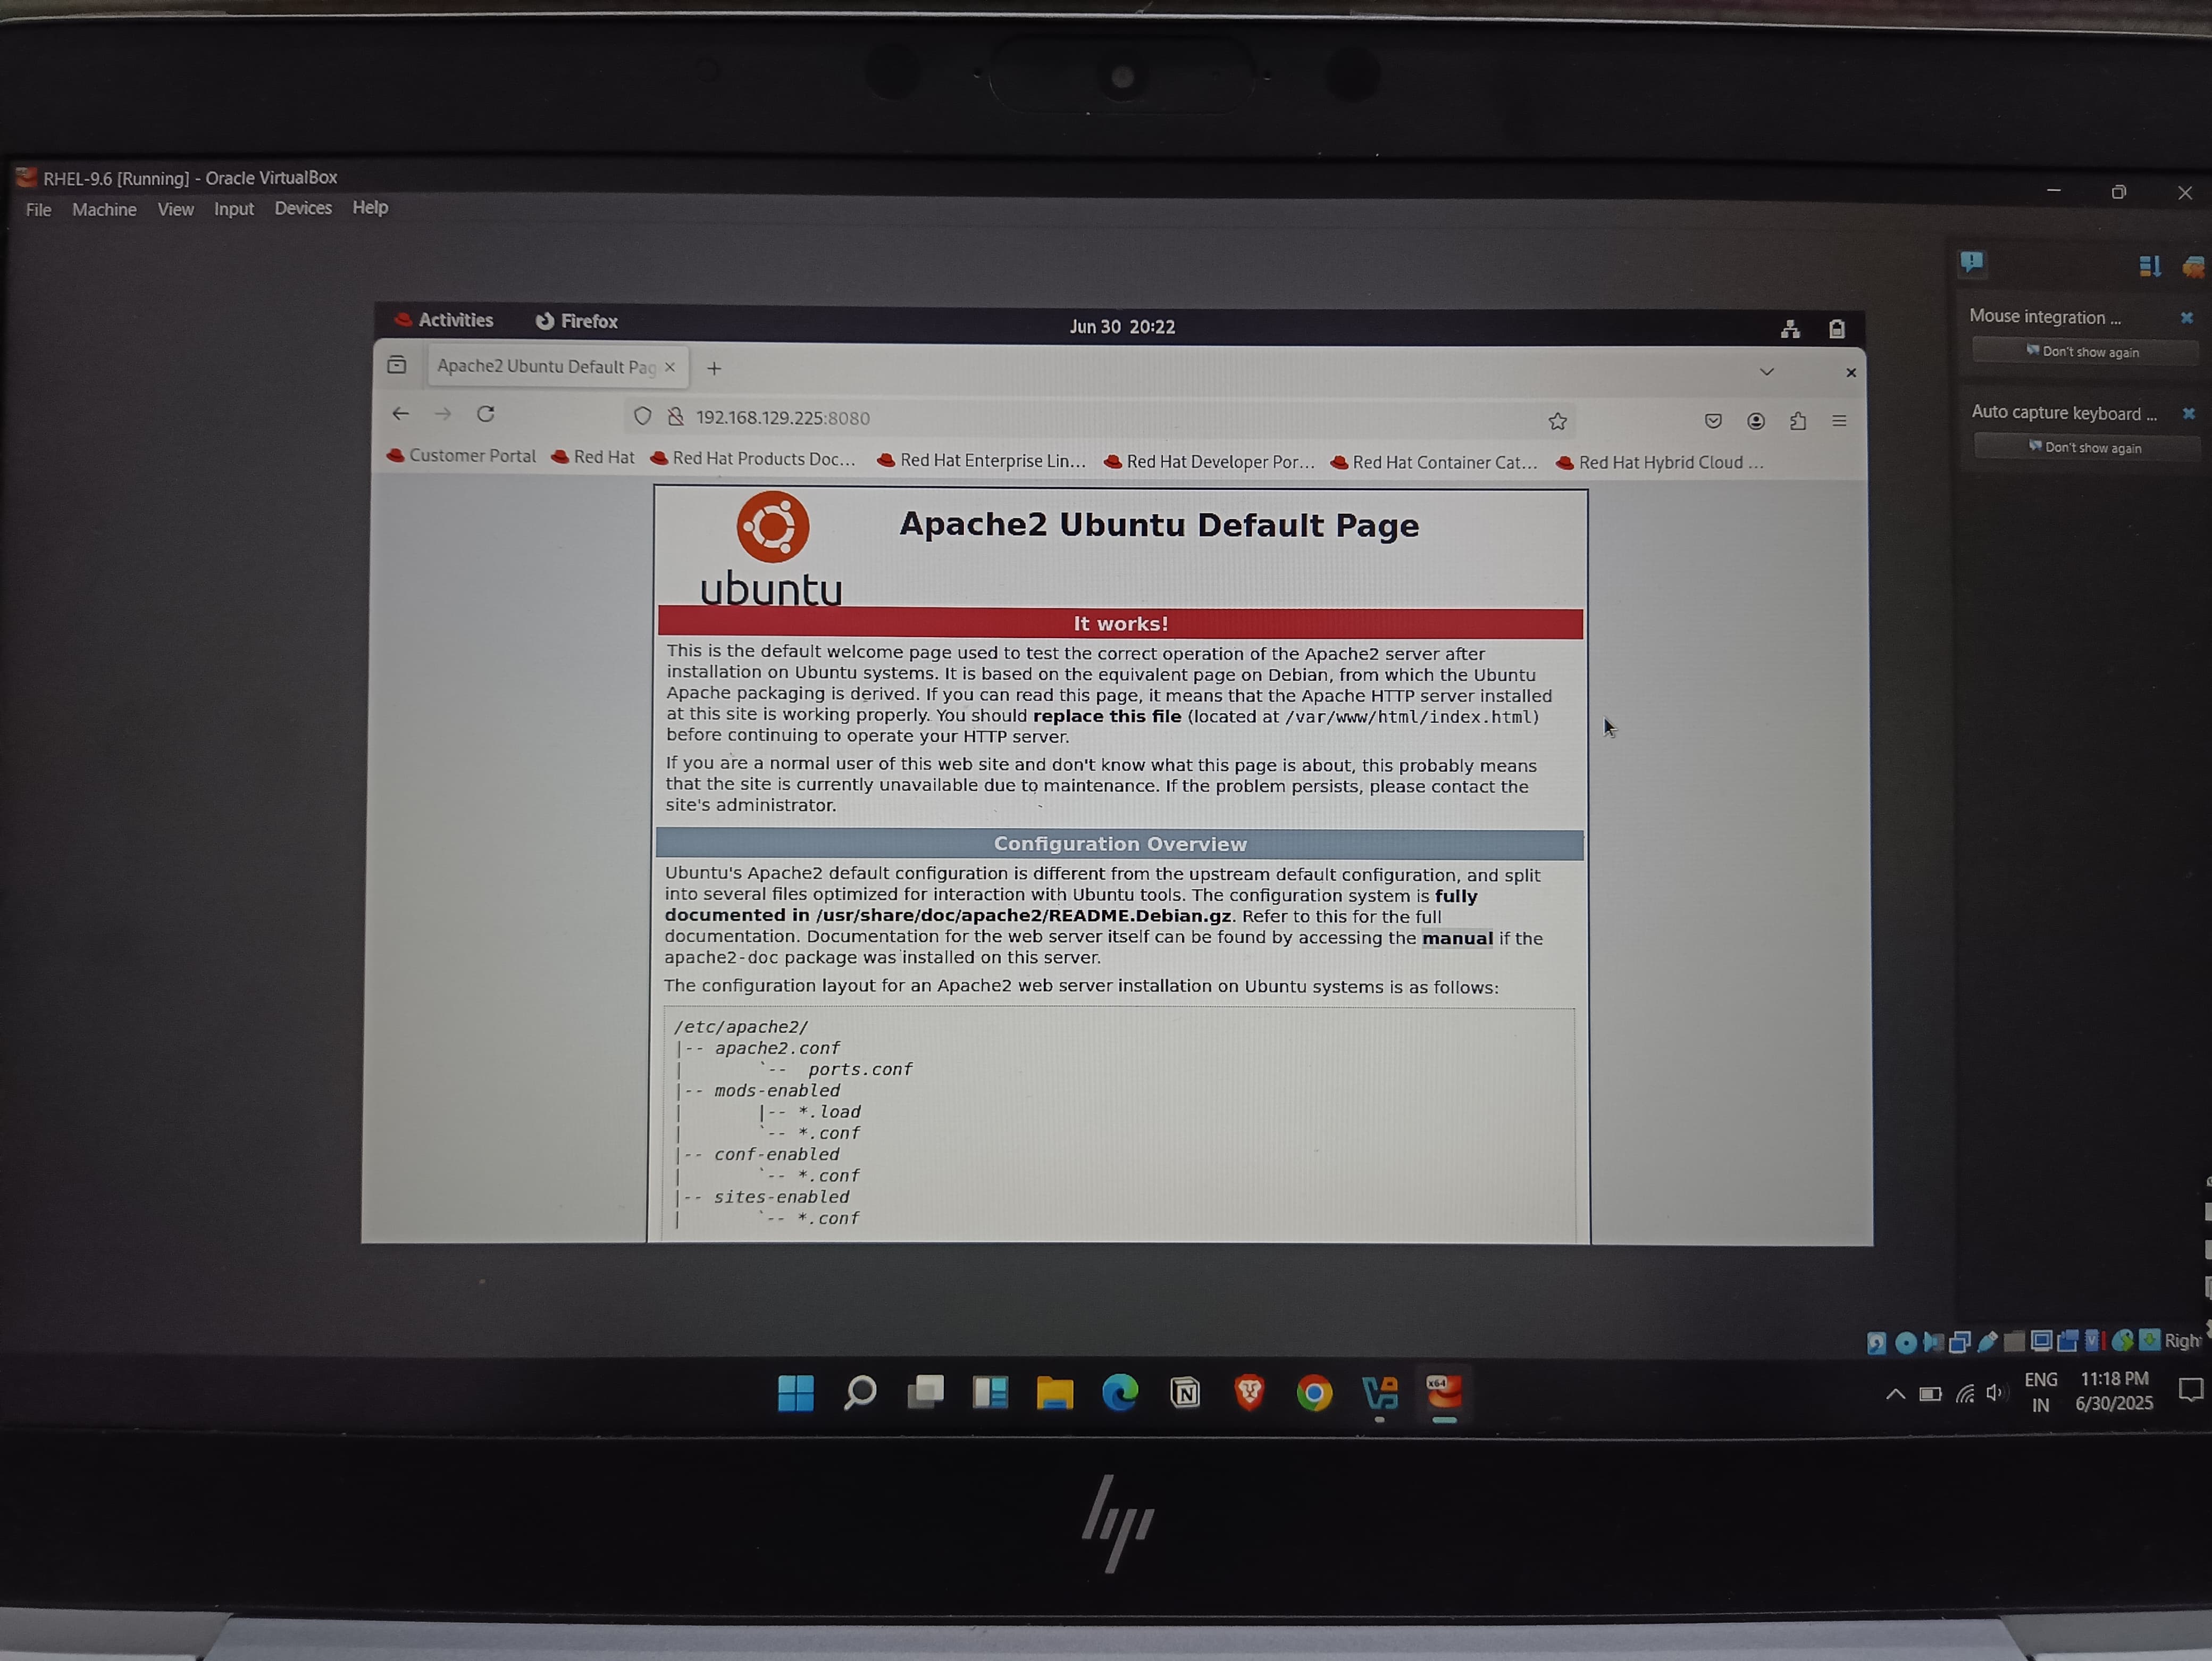 RHEL-9.6 [Running] - Oracle VirtualBox
File Machine View Input Devices Help
Mouse integration ...
Don't show again
Auto capture keyboard ...
Don't show again
Activities Firefox Jun 30 20:22
Apache2 Ubuntu Default Pag
192.168.129.225:8080
Customer Portal Red Hat Red Hat Products Doc... Red Hat Enterprise Lin... Red Hat Developer Por... Red Hat Container Cat... Red Hat Hybrid Cloud ...
Apache2 Ubuntu Default Page
ubuntu
It works!
This is the default welcome page used to test the correct operation of the Apache2 server after
installation on Ubuntu systems. It is based on the equivalent page on Debian, from which the Ubuntu
Apache packaging is derived. If you can read this page, it means that the Apache HTTP server installed
at this site is working properly. You should replace this file (located at /var/www/html/index.html)
before continuing to operate your HTTP server.
If you are a normal user of this web site and don't know what this page is about, this probably means
that the site is currently unavailable due to maintenance. If the problem persists, please contact the
site's administrator.
Configuration Overview
Ubuntu's Apache2 default configuration is different from the upstream default configuration, and split
into several files optimized for interaction with Ubuntu tools. The configuration system is fully
documented in /usr/share/doc/apache2/README.Debian.gz. Refer to this for the full
documentation. Documentation for the web server itself can be found by accessing the manual if the
apache2-doc package was installed on this server.
The configuration layout for an Apache2 web server installation on Ubuntu systems is as follows:
/etc/apache2/
|-- apache2.conf
|       `--  ports.conf
|-- mods-enabled
|       |-- *.load
|       `-- *.conf
|-- conf-enabled
|       `-- *.conf
|-- sites-enabled
|       `-- *.conf
Righ
x64
ENG
IN
11:18 PM
6/30/2025
hp